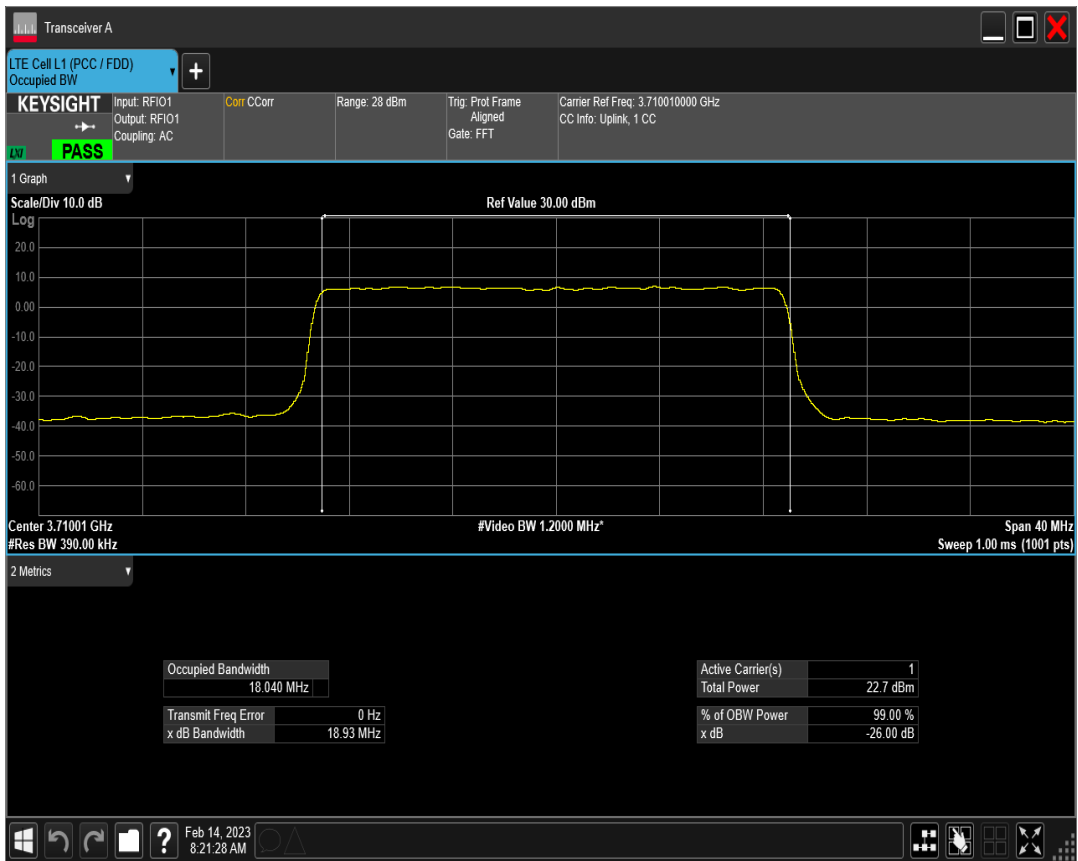 Transceiver A
LTE Cell L1 (PCC / FDD)
Occupied BW
KEYSIGHT
LXI
PASS
Input: RFIO1
Output: RFIO1
Coupling: AC
Corr CCorr
Range: 28 dBm
Trig: Prot Frame
Aligned
Gate: FFT
Carrier Ref Freq: 3.710010000 GHz
CC Info: Uplink, 1 CC
1 Graph
Scale/Div 10.0 dB
Ref Value 30.00 dBm
Log
20.0
10.0
0.00
-10.0
-20.0
-30.0
-40.0
-50.0
-60.0
Center 3.71001 GHz
#Video BW 1.2000 MHz*
Span 40 MHz
#Res BW 390.00 kHz
Sweep 1.00 ms (1001 pts)
2 Metrics
Occupied Bandwidth
18.040 MHz
Transmit Freq Error 0 Hz
x dB Bandwidth 18.93 MHz
Active Carrier(s) 1
Total Power 22.7 dBm
% of OBW Power 99.00 %
x dB -26.00 dB
?
Feb 14, 2023
8:21:28 AM